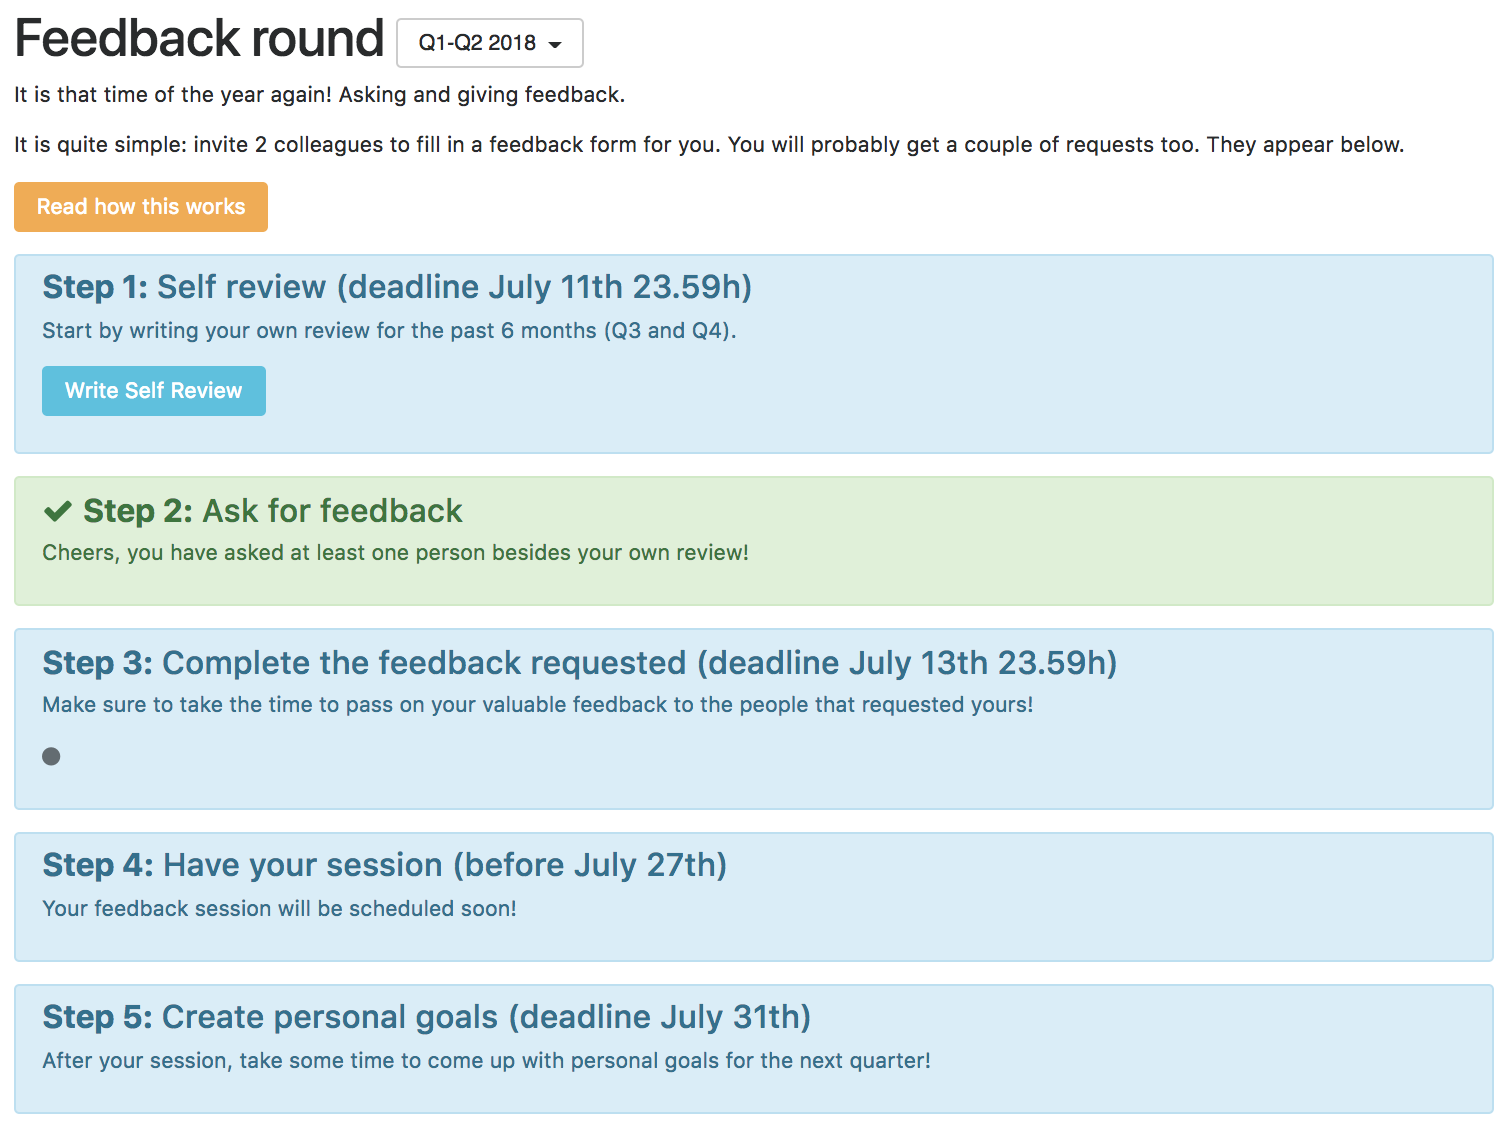 Feedback round Q1-Q2 2018
It is that time of the year again! Asking and giving feedback.
It is quite simple: invite 2 colleagues to fill in a feedback form for you. You will probably get a couple of requests too. They appear below.
Read how this works
Step 1: Self review (deadline July 11th 23.59h)
Start by writing your own review for the past 6 months (Q3 and Q4).
Write Self Review
Step 2: Ask for feedback
Cheers, you have asked at least one person besides your own review!
Step 3: Complete the feedback requested (deadline July 13th 23.59h)
Make sure to take the time to pass on your valuable feedback to the people that requested yours!
Step 4: Have your session (before July 27th)
Your feedback session will be scheduled soon!
Step 5: Create personal goals (deadline July 31th)
After your session, take some time to come up with personal goals for the next quarter!